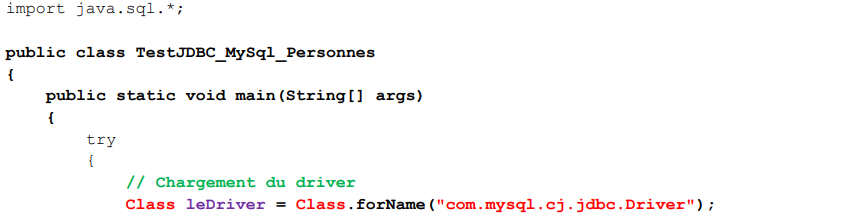 import java.sql.*;
public class TestJDBC_MySql_Personnes
{
public static void main(String[] args)
{
try
{
// Chargement du driver
Class leDriver = Class.forName("com.mysql.cj.jdbc.Driver");